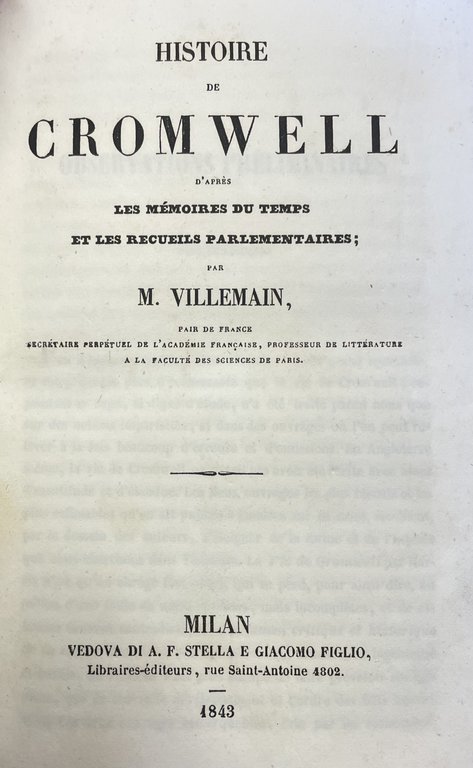 HISTOIRE
DE
CROMWELL
D'APRÈS
LES MÉMOIRES DU TEMPS
ET LES RECUEILS PARLEMENTAIRES;
PAR
M. VILLEMAIN,
PAIR DE FRANCE
SECRÉTAIRE PERPÉTUEL DE L'ACADÉMIE FRANÇAISE, PROFESSEUR DE LITTÉRATURE
A LA FACULTÉ DES SCIENCES DE PARIS.
MILAN
VEDOVA DI A. F. STELLA E GIACOMO FIGLIO,
Libraires-éditeurs, rue Saint-Antoine 4802.
1843